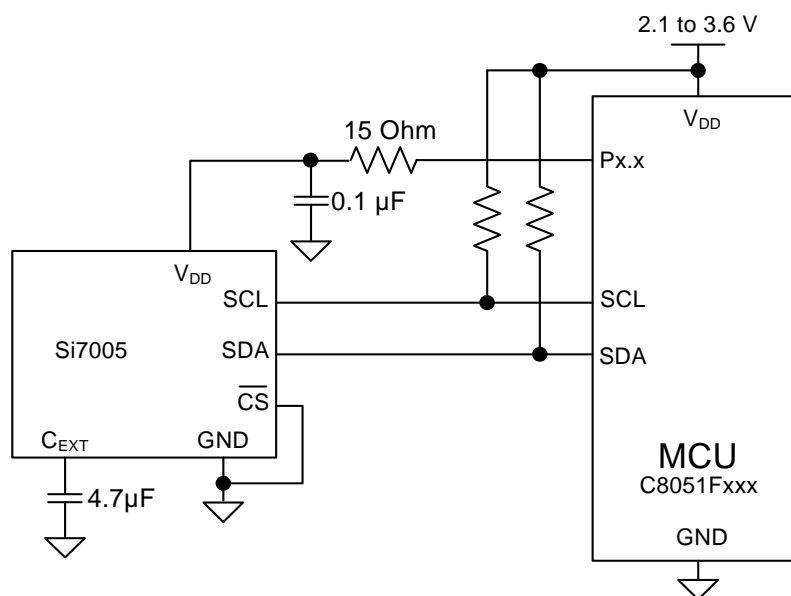 2.1 to 3.6 V
VDD
15 Ohm
Px.x
0.1 µF
VDD
SCL
SCL
Si7005
SDA
SDA
CS
CEXT
GND
MCU
C8051Fxxx
4.7µF
GND